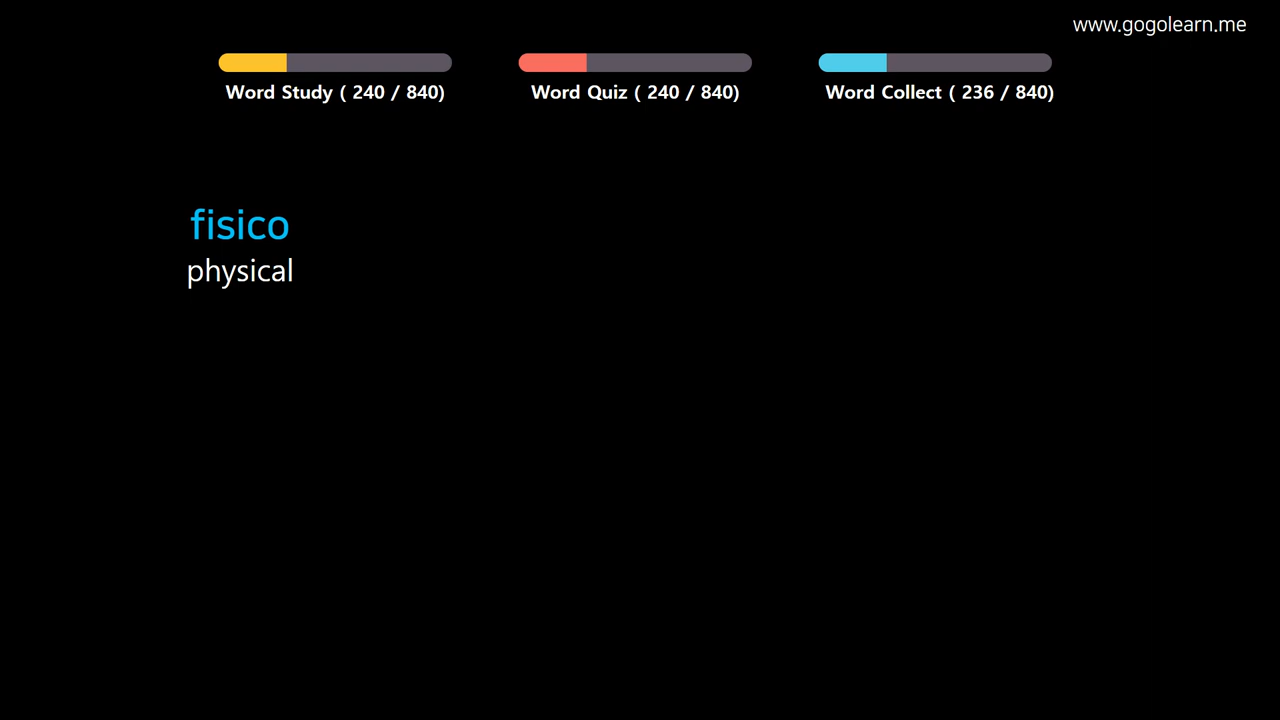 www.gogolearn.me
Word Study ( 240 / 840)
Word Quiz ( 240 / 840)
Word Collect ( 236 / 840)
fisico
physical